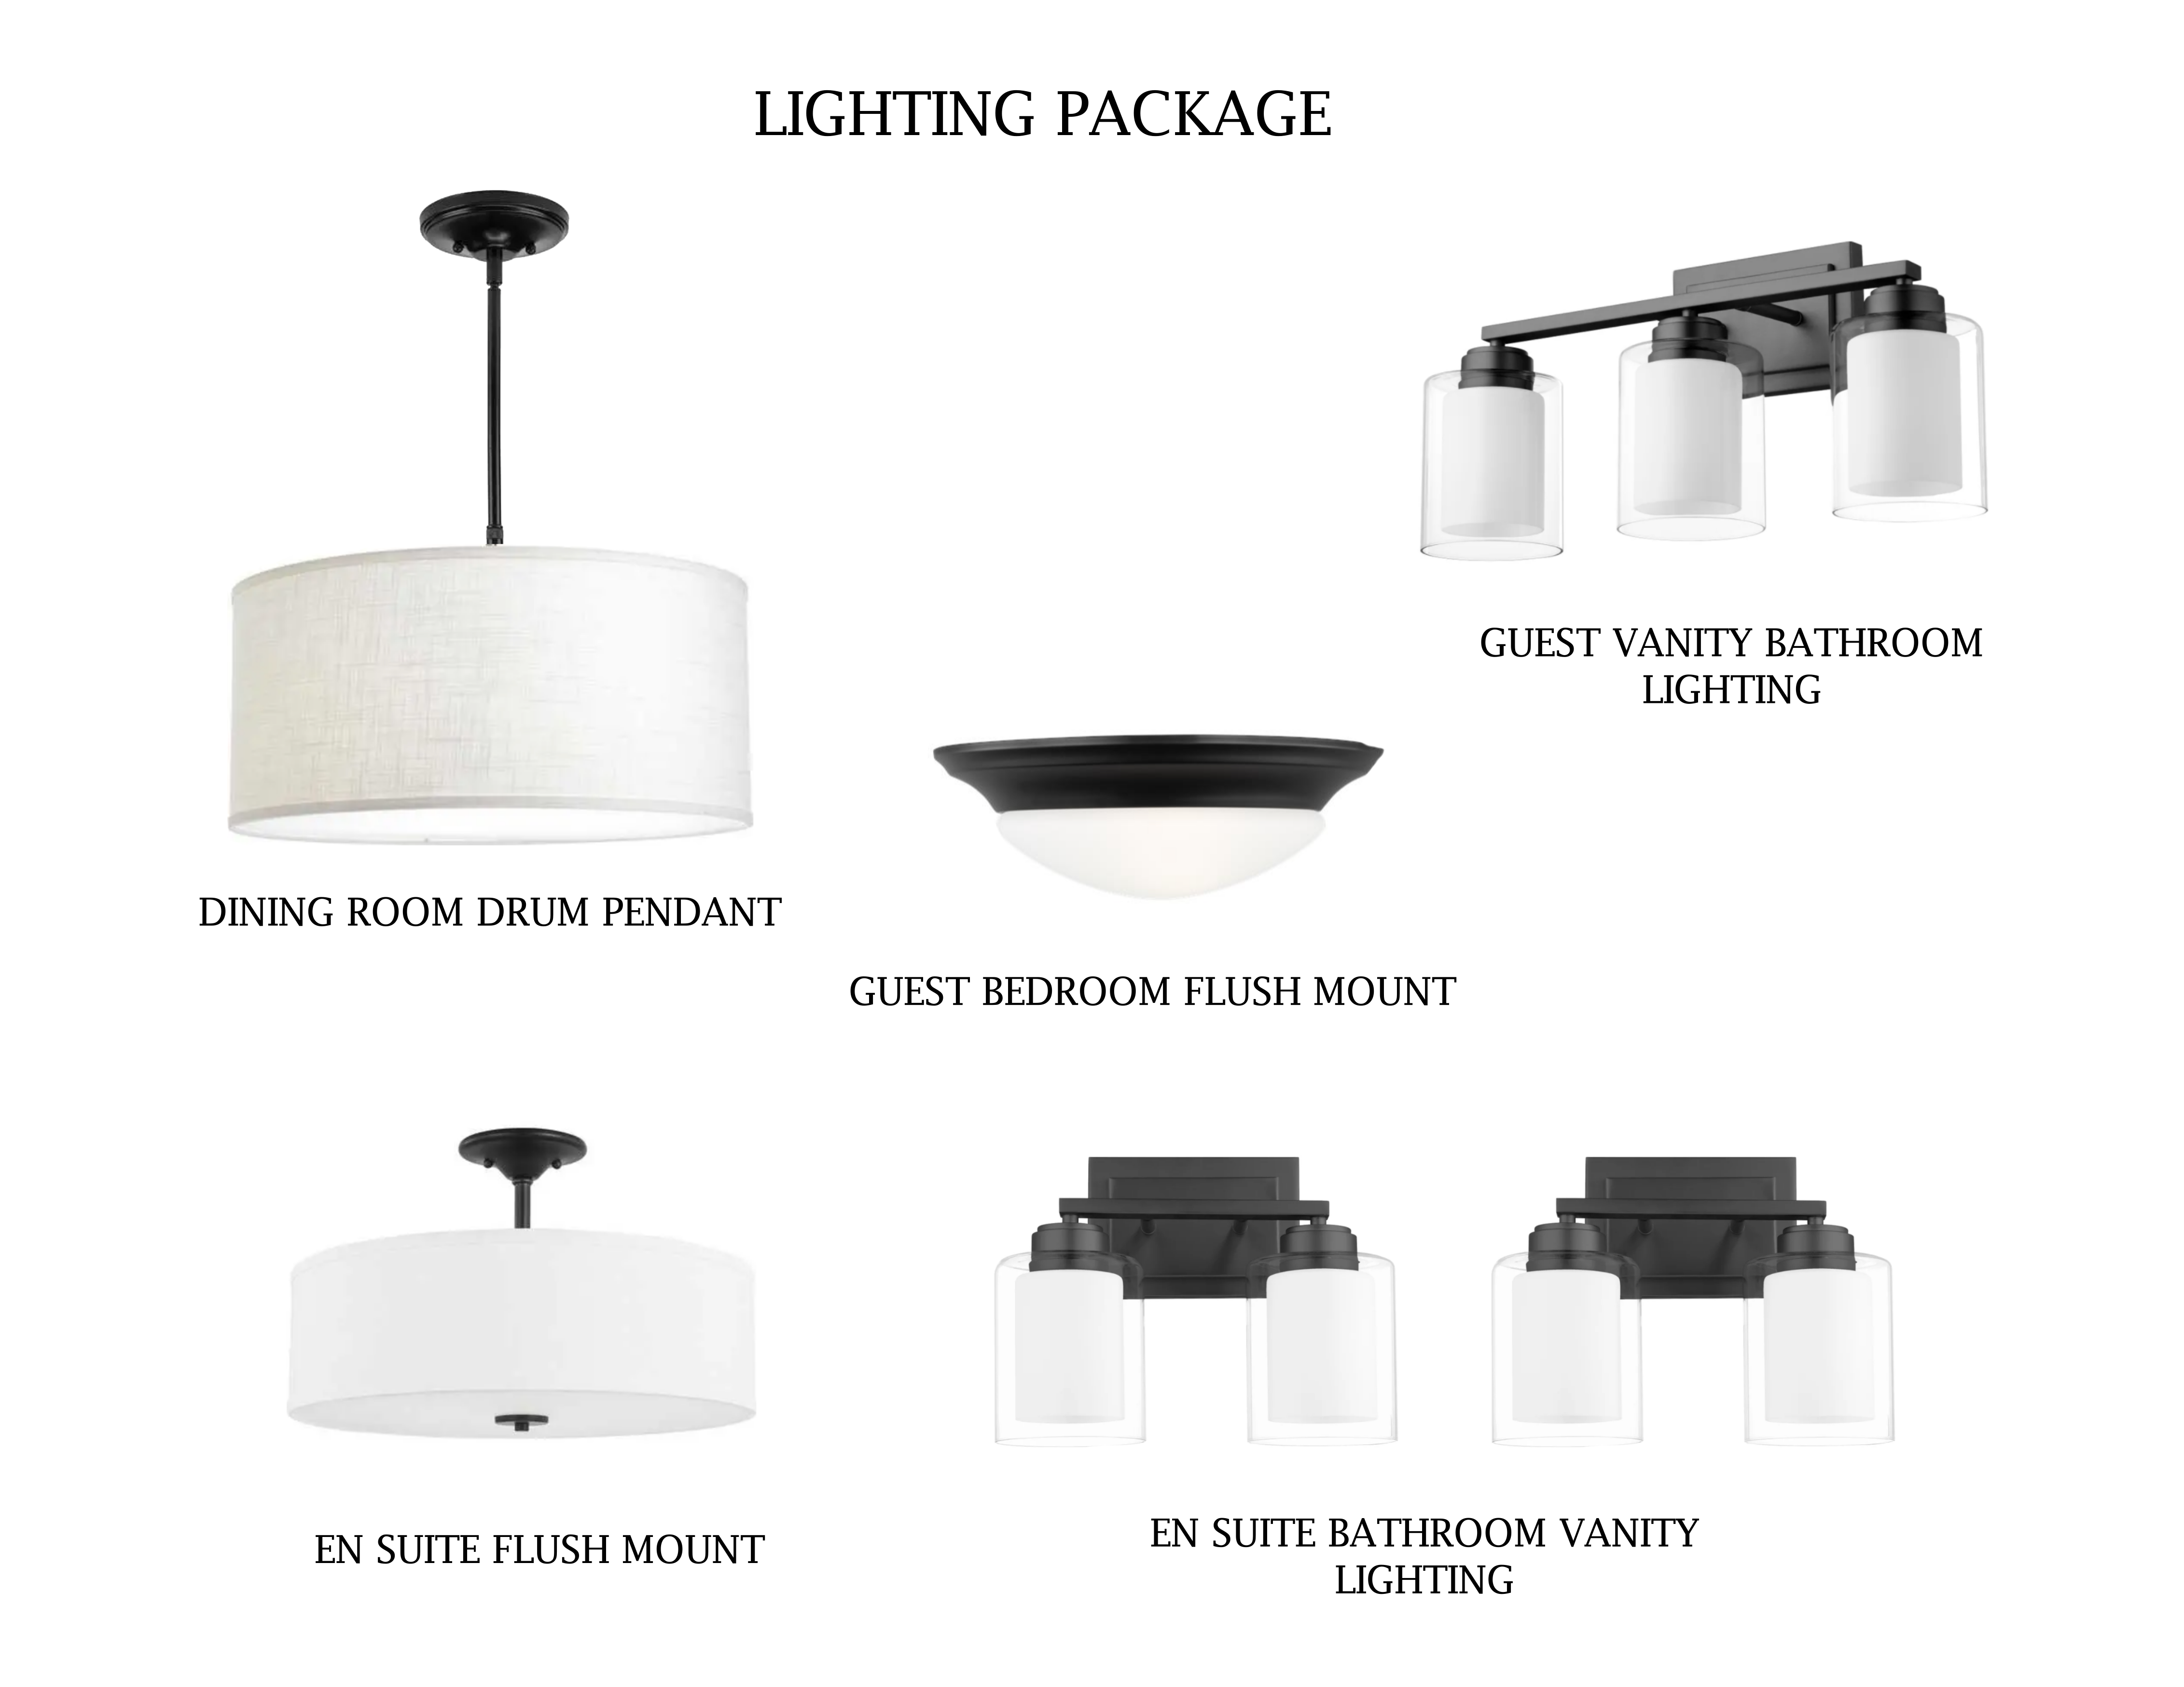 LIGHTING PACKAGE
GUEST VANITY BATHROOM
LIGHTING
DINING ROOM DRUM PENDANT
GUEST BEDROOM FLUSH MOUNT
EN SUITE FLUSH MOUNT
EN SUITE BATHROOM VANITY
LIGHTING